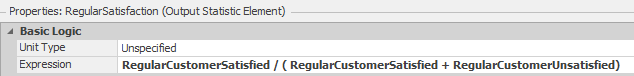 Properties: RegularSatisfaction (Output Statistic Element)
Basic Logic
Unit Type Unspecified
Expression RegularCustomerSatisfied / ( RegularCustomerSatisfied + RegularCustomerUnsatisfied)